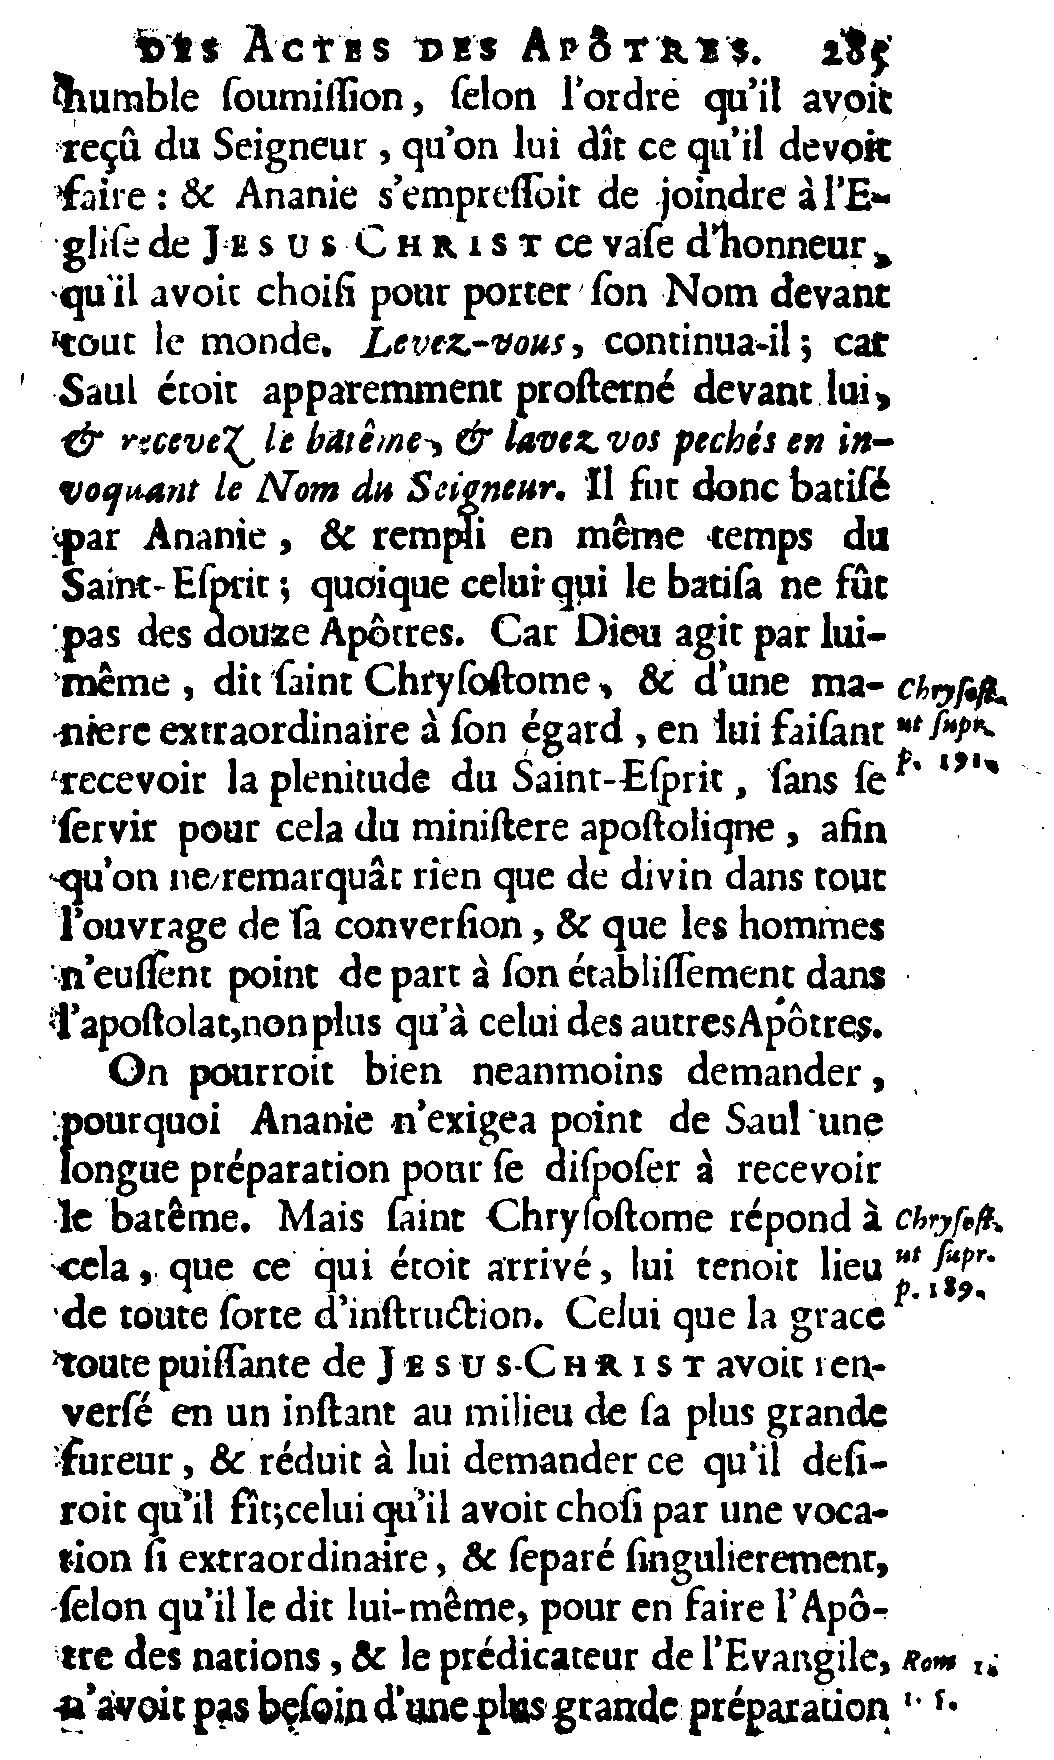 DES ACTES DES APÔTRES. 285
humble ſoumiſſion, ſelon l'ordre qu'il avoit
reçû du Seigneur, qu'on lui dît ce qu'il devoit
faire : & Ananie s'empreſſoit de joindre à l'E-
gliſe de JESUS CHRIST ce vaſe d'honneur,
qu'il avoit choiſi pour porter ſon Nom devant
tout le monde. Levez-vous, continua-il ; car
Saul étoit apparemment proſterné devant lui,
& recevez le batême, & lavez vos pechés en in-
voquant le Nom du Seigneur. Il fut donc batiſé
par Ananie, & rempli en même temps du
Saint-Eſprit ; quoique celui qui le batiſa ne fût
pas des douze Apôtres. Car Dieu agit par lui-
même, dit ſaint Chryſoſtome, & d'une ma-
niere extraordinaire à ſon égard, en lui faiſant
recevoir la plenitude du Saint-Eſprit, ſans ſe
ſervir pour cela du miniſtere apoſtoliqne, afin
qu'on ne remarquât rien que de divin dans tout
l'ouvrage de ſa converſion, & que les hommes
n'euſſent point de part à ſon établiſſement dans
l'apoſtolat, non plus qu'à celui des autres Apôtres.
Chryſoſt.
ut ſupr.
p. 191.
On pourroit bien neanmoins demander,
pourquoi Ananie n'exigea point de Saul une
longue préparation pour ſe diſpoſer à recevoir
le batême. Mais ſaint Chryſoſtome répond à
cela, que ce qui étoit arrivé, lui tenoit lieu
de toute ſorte d'inſtruction. Celui que la grace
toute puiſſante de JESUS-CHRIST avoit ren-
verſé en un inſtant au milieu de ſa plus grande
fureur, & réduit à lui demander ce qu'il deſi-
roit qu'il fît; celui qu'il avoit choſi par une voca-
tion ſi extraordinaire, & ſeparé ſingulierement,
ſelon qu'il le dit lui-même, pour en faire l'Apô-
tre des nations, & le prédicateur de l'Evangile,
n'avoit pas beſoin d'une plus grande préparation
Chryſoſt.
ut ſupr.
p. 189.
Rom 1.
1. 5.